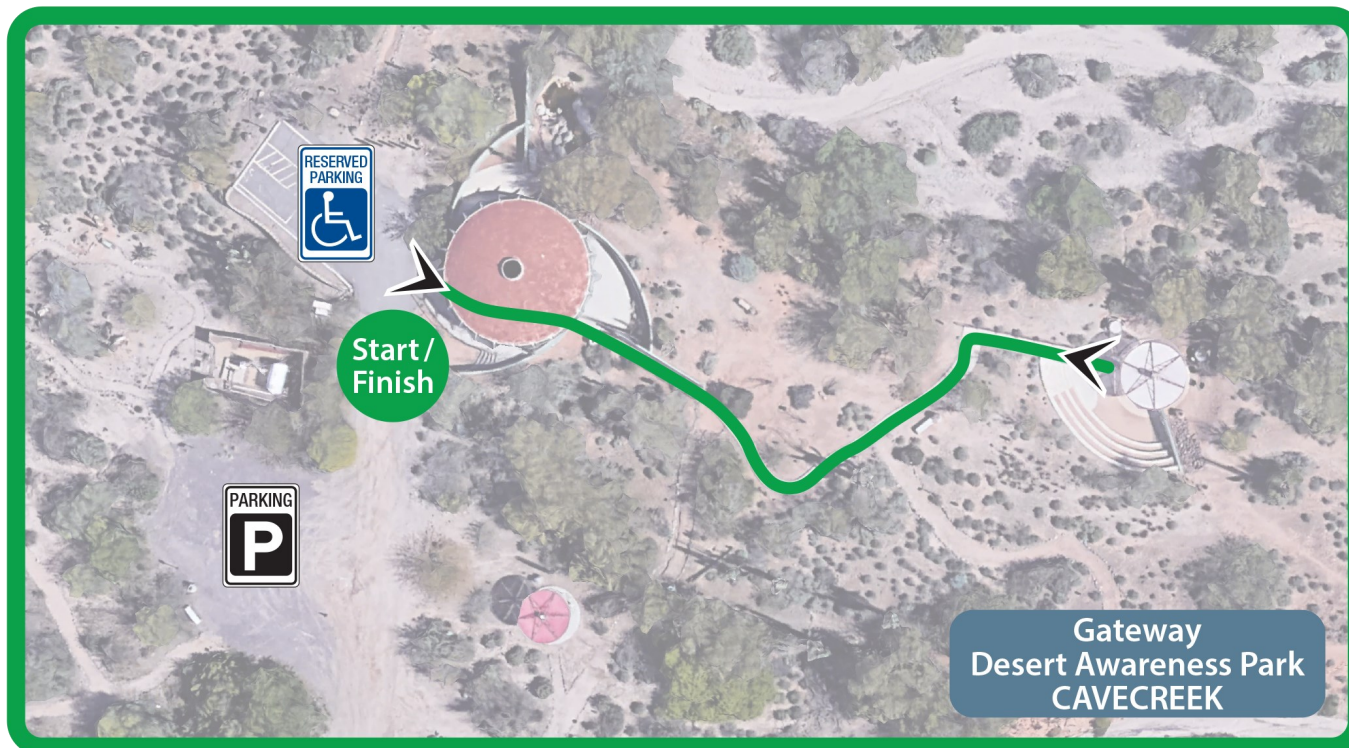 RESERVED
PARKING
Start /
Finish
PARKING
P
Gateway
Desert Awareness Park
CAVECREEK